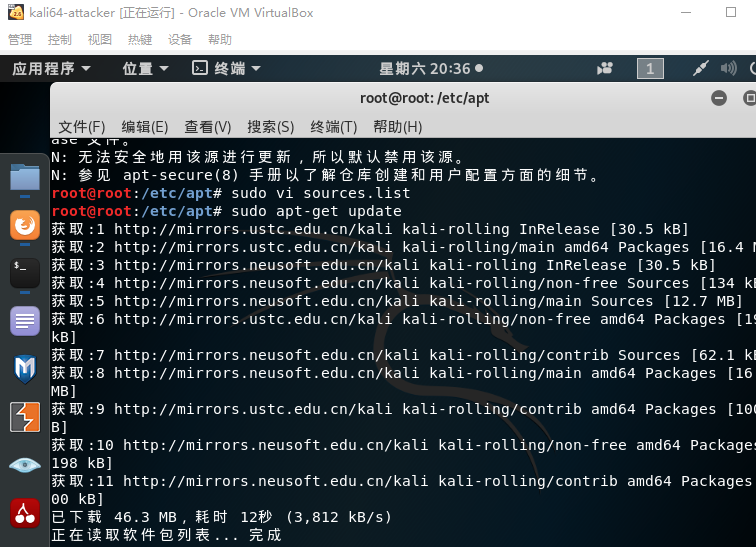 kali64-attacker [正在运行] - Oracle VM VirtualBox
管理 控制 视图 热键 设备 帮助
应用程序 位置 终端 星期六 20:36 1
root@root: /etc/apt
文件(F) 编辑(E) 查看(V) 搜索(S) 终端(T) 帮助(H)
ase 文件。
N: 无法安全地用该源进行更新，所以默认禁用该源。
N: 参见 apt-secure(8) 手册以了解仓库创建和用户配置方面的细节。
root@root:/etc/apt# sudo vi sources.list
root@root:/etc/apt# sudo apt-get update
获取:1 http://mirrors.ustc.edu.cn/kali kali-rolling InRelease [30.5 kB]
获取:2 http://mirrors.ustc.edu.cn/kali kali-rolling/main amd64 Packages [16.4 M
获取:3 http://mirrors.neusoft.edu.cn/kali kali-rolling InRelease [30.5 kB]
获取:4 http://mirrors.neusoft.edu.cn/kali kali-rolling/non-free Sources [134 kB
获取:5 http://mirrors.neusoft.edu.cn/kali kali-rolling/main Sources [12.7 MB]
获取:6 http://mirrors.ustc.edu.cn/kali kali-rolling/non-free amd64 Packages [19
kB]
获取:7 http://mirrors.neusoft.edu.cn/kali kali-rolling/contrib Sources [62.1 kB
获取:8 http://mirrors.neusoft.edu.cn/kali kali-rolling/main amd64 Packages [16
MB]
获取:9 http://mirrors.ustc.edu.cn/kali kali-rolling/contrib amd64 Packages [100
B]
获取:10 http://mirrors.neusoft.edu.cn/kali kali-rolling/non-free amd64 Packages
198 kB]
获取:11 http://mirrors.neusoft.edu.cn/kali kali-rolling/contrib amd64 Packages
00 kB]
已下载 46.3 MB，耗时 12秒 (3,812 kB/s)
正在读取软件包列表... 完成